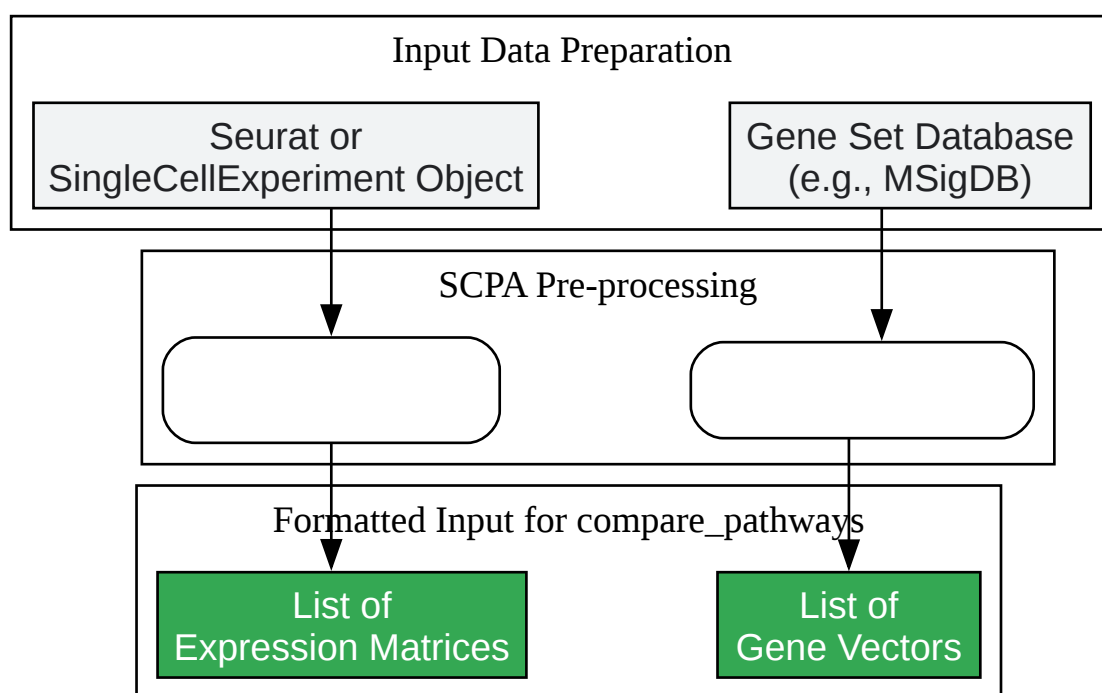 Input Data Preparation
Seurat or
SingleCellExperiment Object
Gene Set Database
(e.g., MSigDB)
SCPA Pre-processing
Formatted Input for compare_pathways
List of
Expression Matrices
List of
Gene Vectors